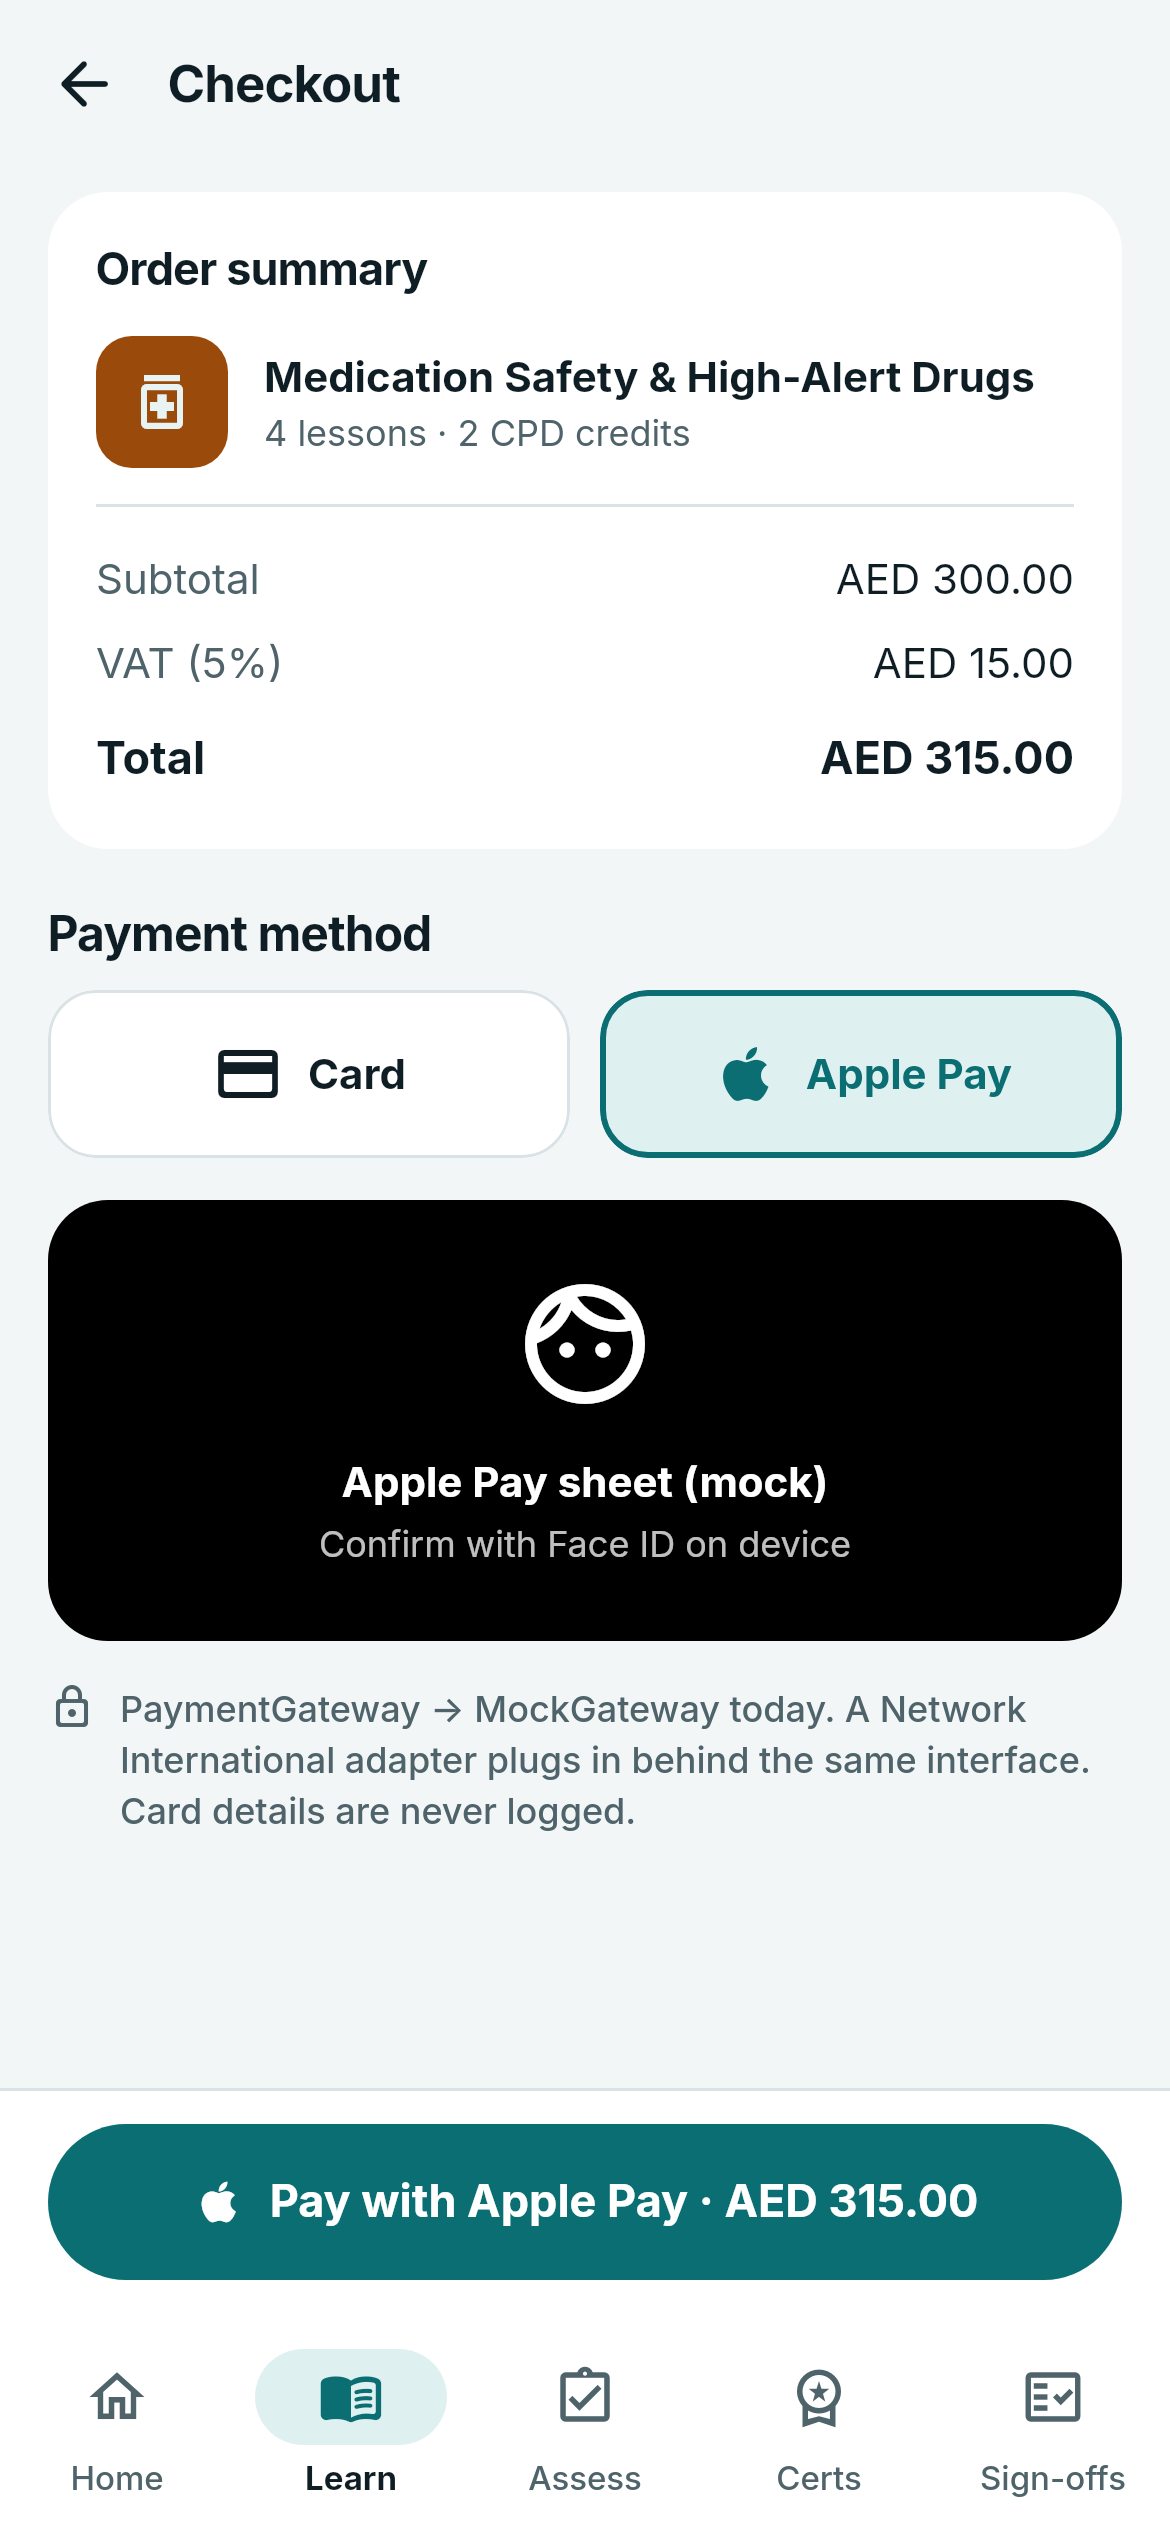 Checkout
Order summary
Medication Safety & High-Alert Drugs
4 lessons · 2 CPD credits
Subtotal AED 300.00
VAT (5%) AED 15.00
Total AED 315.00
Payment method
Card
Apple Pay
Apple Pay sheet (mock)
Confirm with Face ID on device
PaymentGateway → MockGateway today. A Network
International adapter plugs in behind the same interface.
Card details are never logged.
Pay with Apple Pay · AED 315.00
Home
Learn
Assess
Certs
Sign-offs